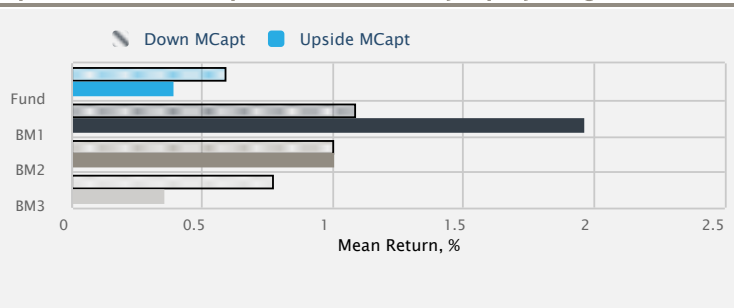 Down MCapt Upside MCapt
Fund
BM1
BM2
BM3
0 0.5 1 1.5 2 2.5
Mean Return, %